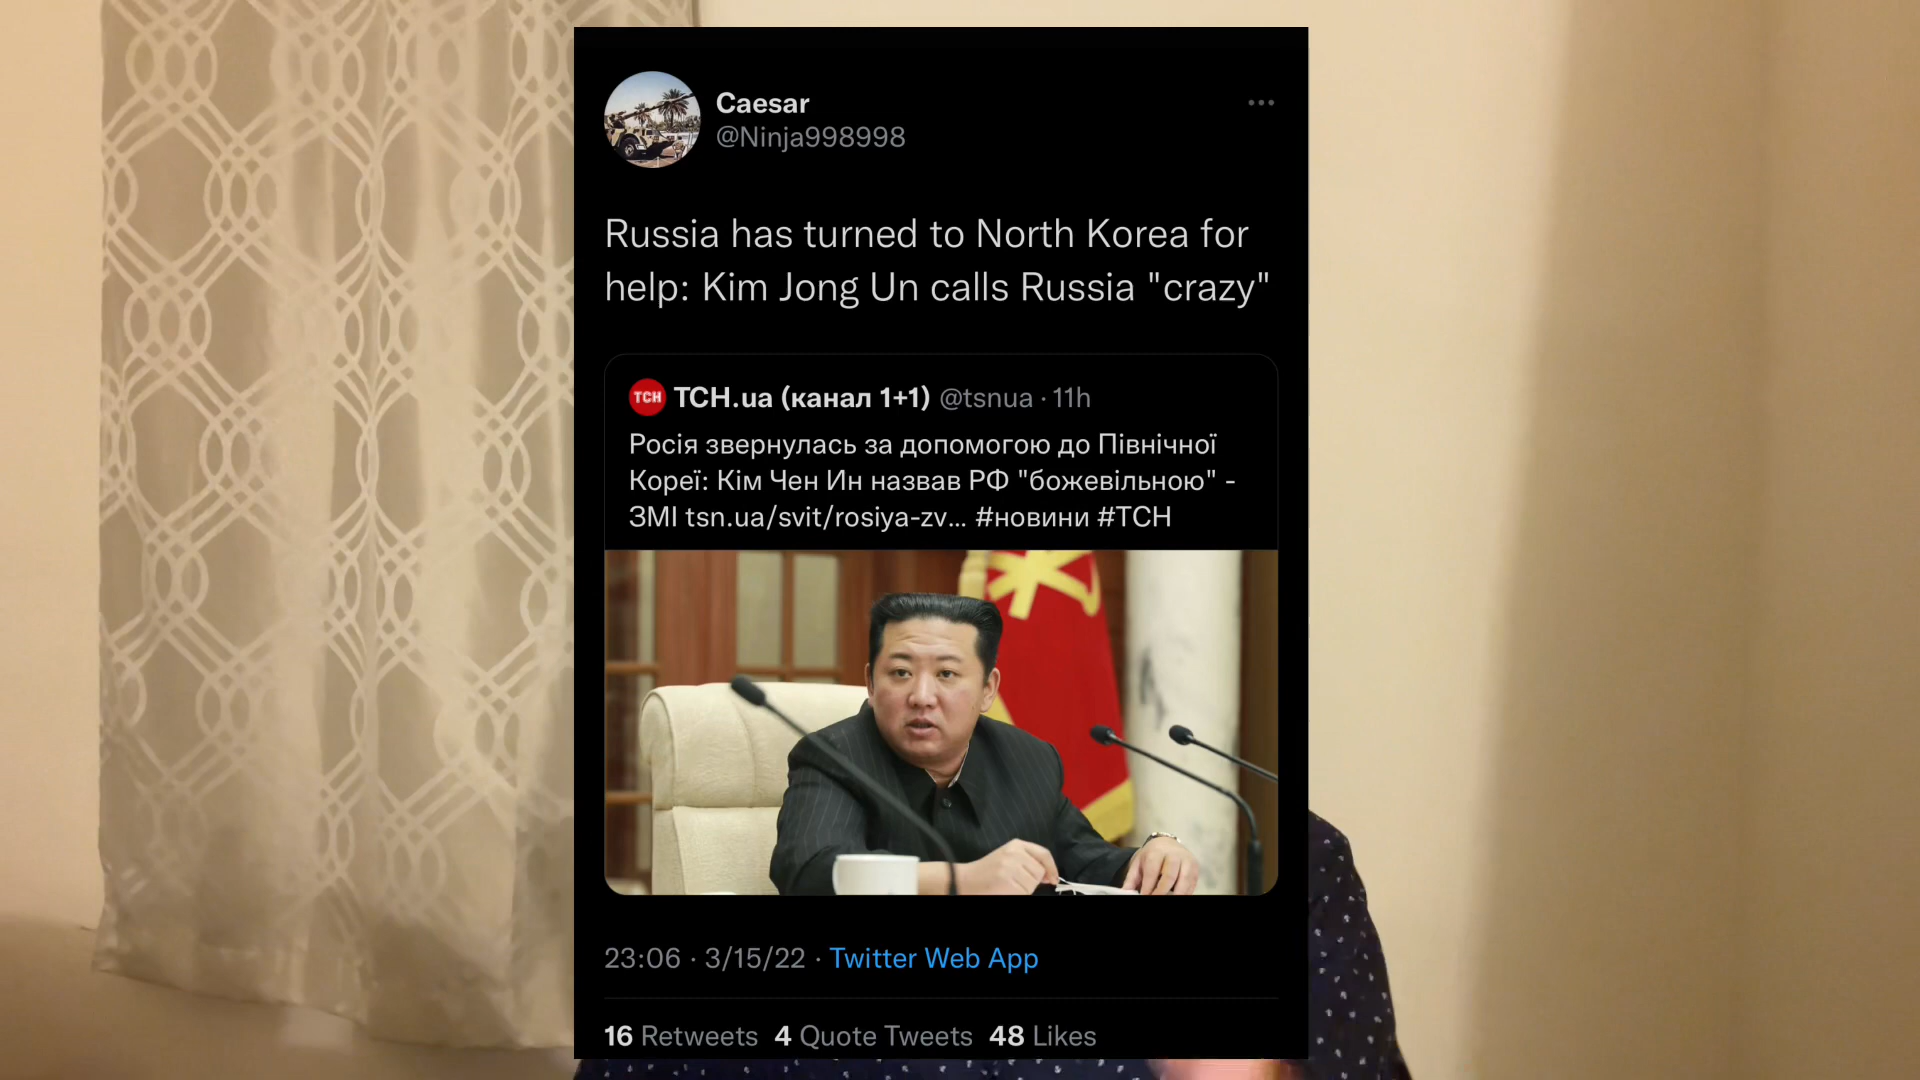 Caesar
@Ninja998998
Russia has turned to North Korea for
help: Kim Jong Un calls Russia "crazy"
ТСН
ТСН.ua (канал 1+1) @tsnua · 11h
Росія звернулась за допомогою до Північної
Кореї: Кім Чен Ин назвав РФ "божевільною" -
ЗМІ tsn.ua/svit/rosiya-zv... #новини #ТСН
23:06 · 3/15/22 · Twitter Web App
16 Retweets 4 Quote Tweets 48 Likes